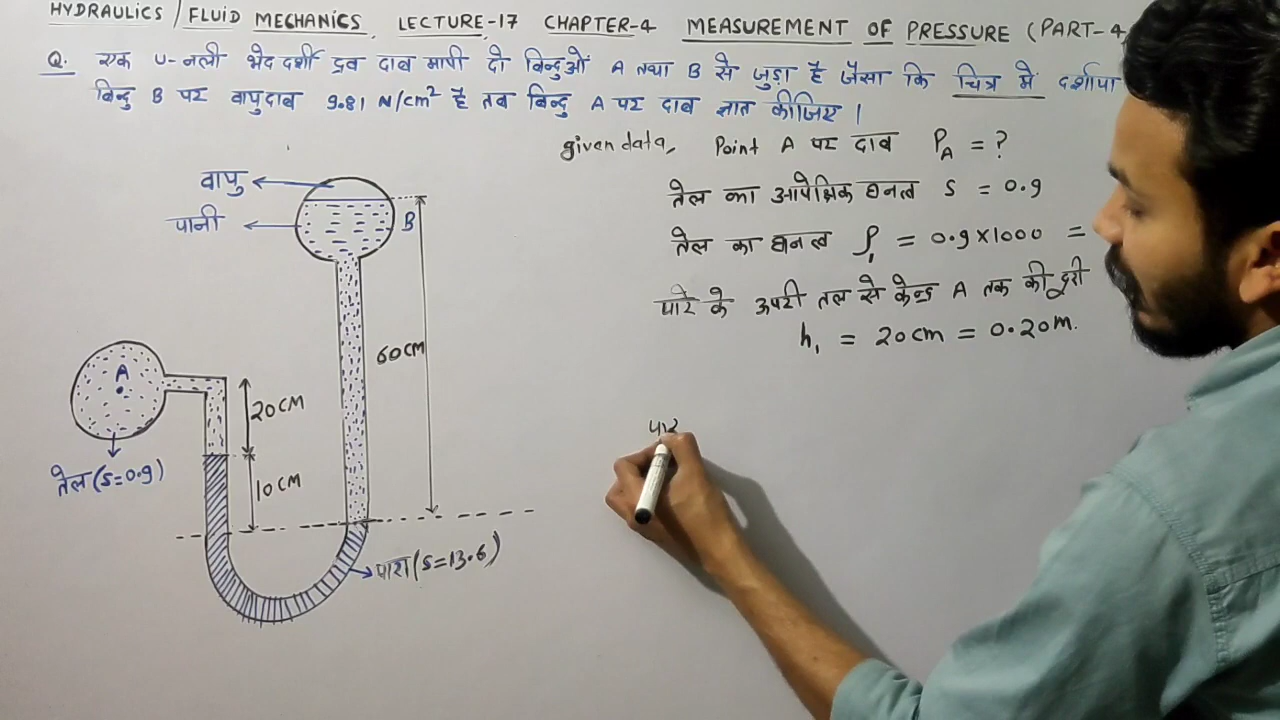 HYDRAULICS / FLUID MECHANICS LECTURE-17 CHAPTER-4 MEASUREMENT OF PRESSURE (PART-4
Q. एक U-नली भेददर्शी द्रव दाब मापी दो बिन्दुओं A तथा B से जुड़ा है जैसा कि चित्र में दर्शाया
बिन्दु B पर वायुदाब 9.81 N/cm² है तब बिन्दु A पर दाब ज्ञात कीजिए।
given data, Point A पर दाब P_A = ?
तेल का आपेक्षिक घनत्व S = 0.9
तेल का घनत्व ρ₁ = 0.9×1000 =
पारे के ऊपरी तल से केन्द्र A तक की दूरी
h₁ = 20cm = 0.20m.
पारे
वायु
पानी
B
60CM
A
20CM
तेल (S=0.9)
10CM
पारा (S=13.6)